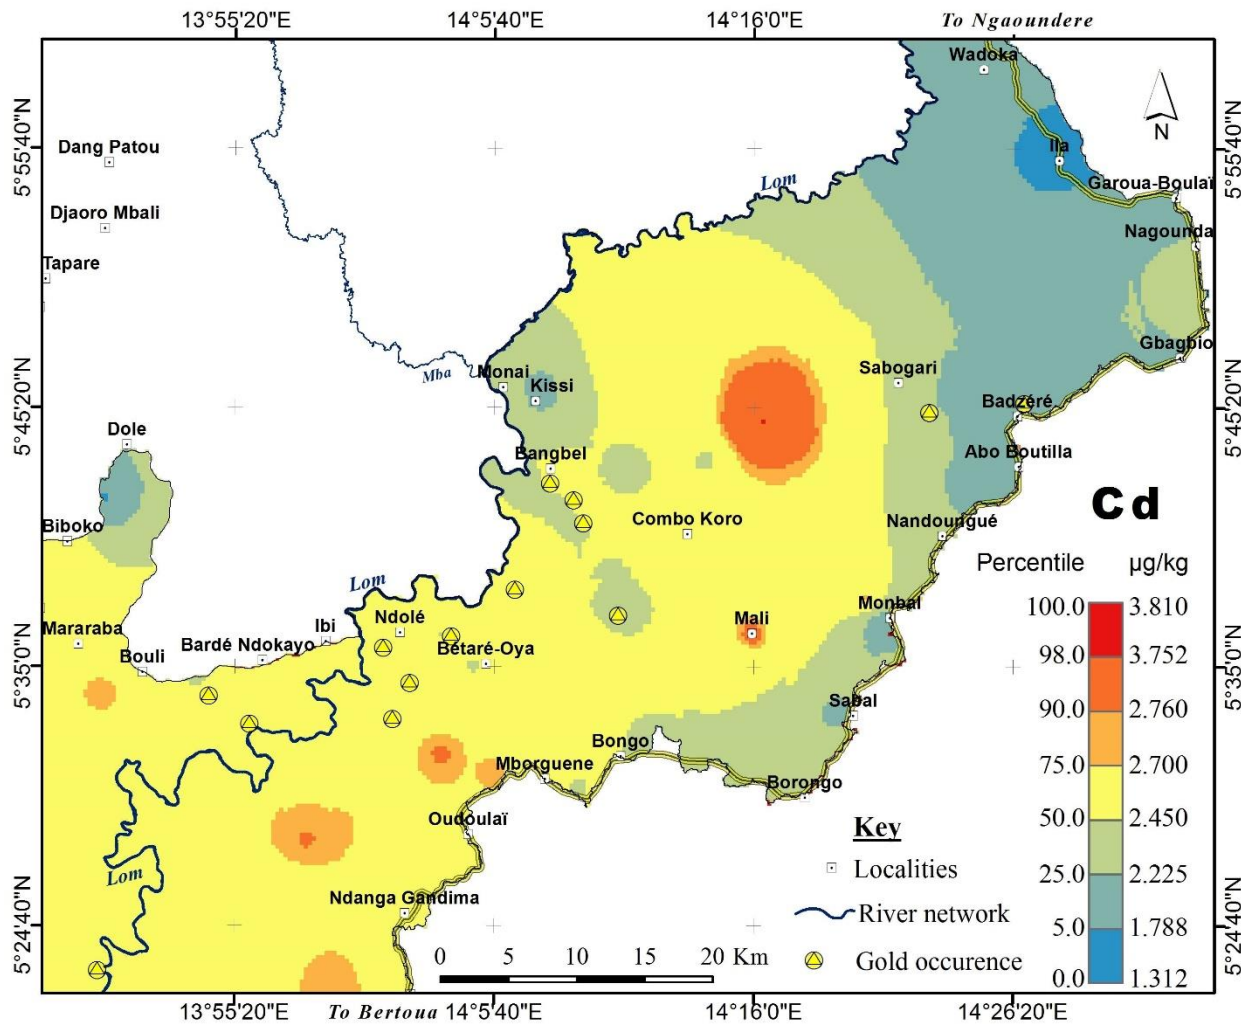 13°55'20"E 14°5'40"E 14°16'0"E To Ngaoundere
Wadoka
N
5°55'40"N 5°55'40"N
Dang Patou
Ila
Lom
Garoua-Boulaï
Djaoro Mbali
Nagounda
Tapare
Gbagbio
Mba
Monai
Kissi
Sabogari
5°45'20"N 5°45'20"N
Badzéré
Dole
Bangbel
Abo Boutilla
Biboko
Combo Koro
Nandoungué
Cd
Percentile µg/kg
Lom
100.0 3.810
98.0 3.752
90.0 2.760
75.0 2.700
50.0 2.450
25.0 2.225
5.0 1.788
0.0 1.312
Monbal
Mararaba
Ibi
Ndolé
Mali
Bouli
Bardé Ndokayo
Bétaré-Oya
5°35'0"N 5°35'0"N
Sabal
Bongo
Mborguene
Borongo
Oudoulaï
Key
Localities
River network
Gold occurence
Lom
Ndanga Gandima
5°24'40"N 5°24'40"N
0 5 10 15 20 Km
13°55'20"E 14°5'40"E 14°16'0"E 14°26'20"E
To Bertoua